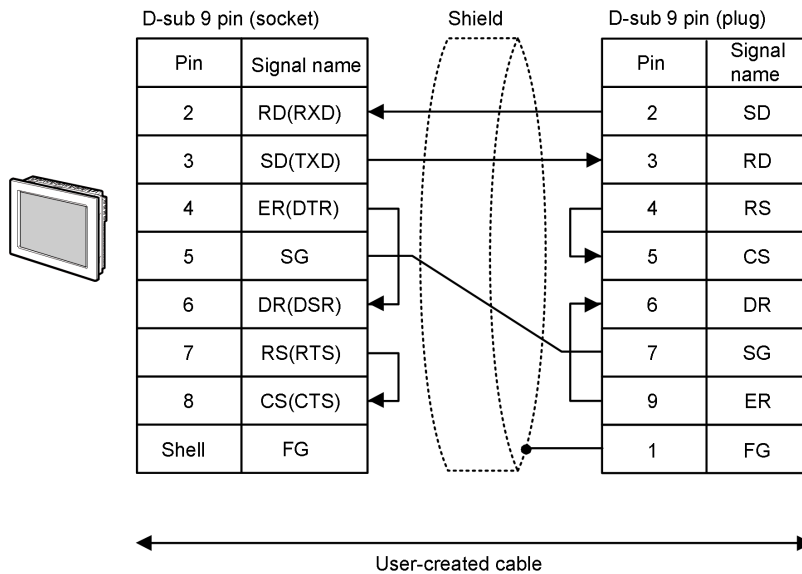 D-sub 9 pin (socket) Shield D-sub 9 pin (plug)
Pin Signal name Pin Signal
name
2 RD(RXD) 2 SD
3 SD(TXD) 3 RD
4 ER(DTR) 4 RS
5 SG 5 CS
6 DR(DSR) 6 DR
7 RS(RTS) 7 SG
8 CS(CTS) 9 ER
Shell FG 1 FG
User-created cable